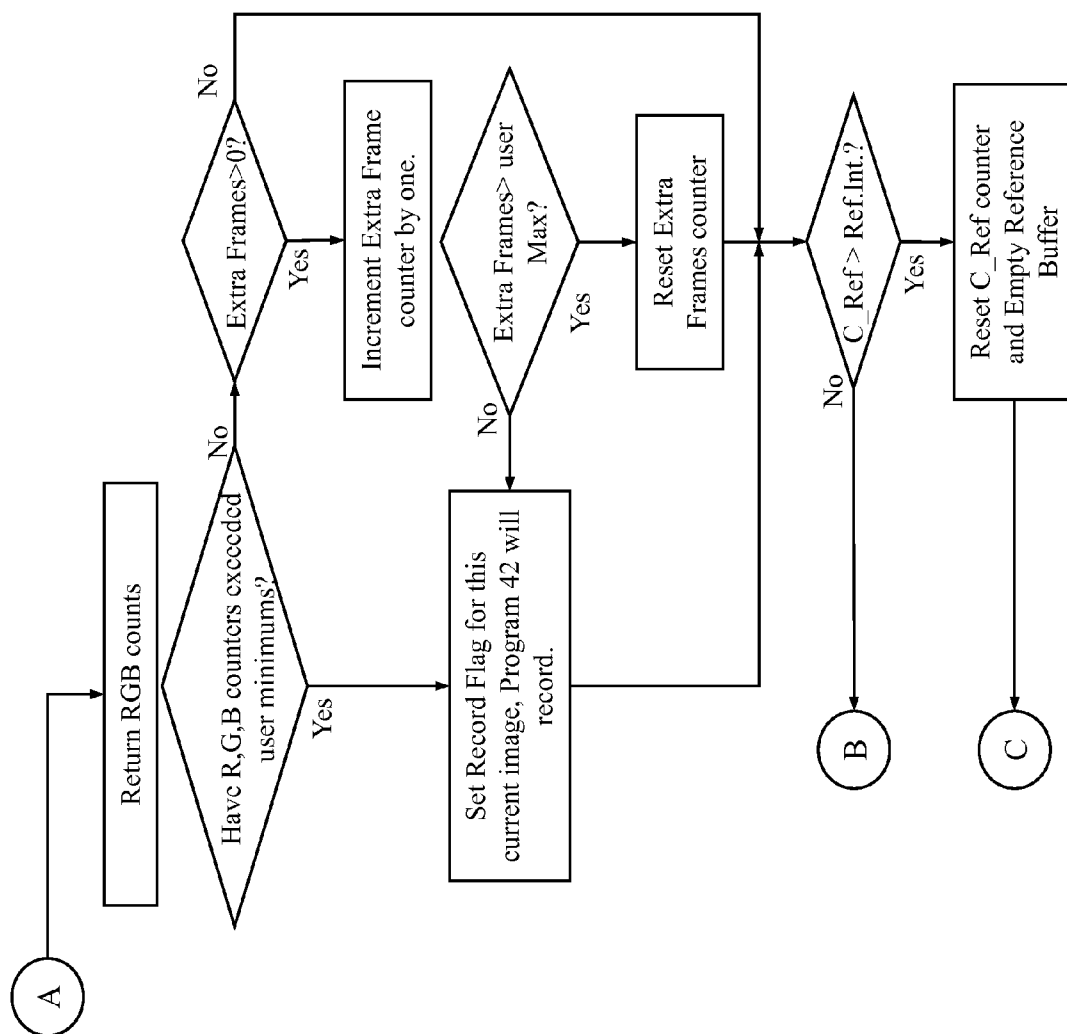 A
Return RGB counts
Have R,G,B counters exceeded
user minimums?
No
Yes
Extra Frames>0?
No
Yes
Increment Extra Frame
counter by one.
Extra Frames> user
Max?
No
Yes
Set Record Flag for this
current image, Program 42 will
record.
Reset Extra
Frames counter
C_Ref > Ref.Int.?
No
Yes
B
Reset C_Ref counter
and Empty Reference
Buffer
C